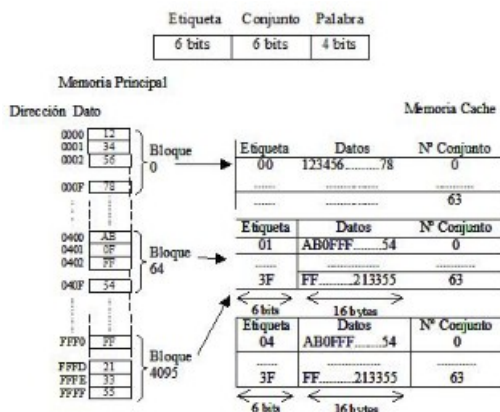 Etiqueta Conjunto Palabra
6 bits 6 bits 4 bits
Memoria Principal
Dirección Dato
0000 12
0001 34
0002 56
000F 78
Bloque 0
0400 AB
0401 0F
0402 FF
040F 54
Bloque 64
FFF0 FF
FFFD 21
FFFE 33
FFFF 55
Bloque 4095
Memoria Cache
Etiqueta Datos Nº Conjunto
00 123456..........78 0
........ ........................ ........
........ ........................ 63
Etiqueta Datos Nº Conjunto
01 AB0FFF..........54 0
........ ........................ ........
3F FF..........213355 63
6 bits 16 bytes
Etiqueta Datos Nº Conjunto
04 AB0FFF..........54 0
........ ........................ ........
3F FF..........213355 63
6 bits 16 bytes